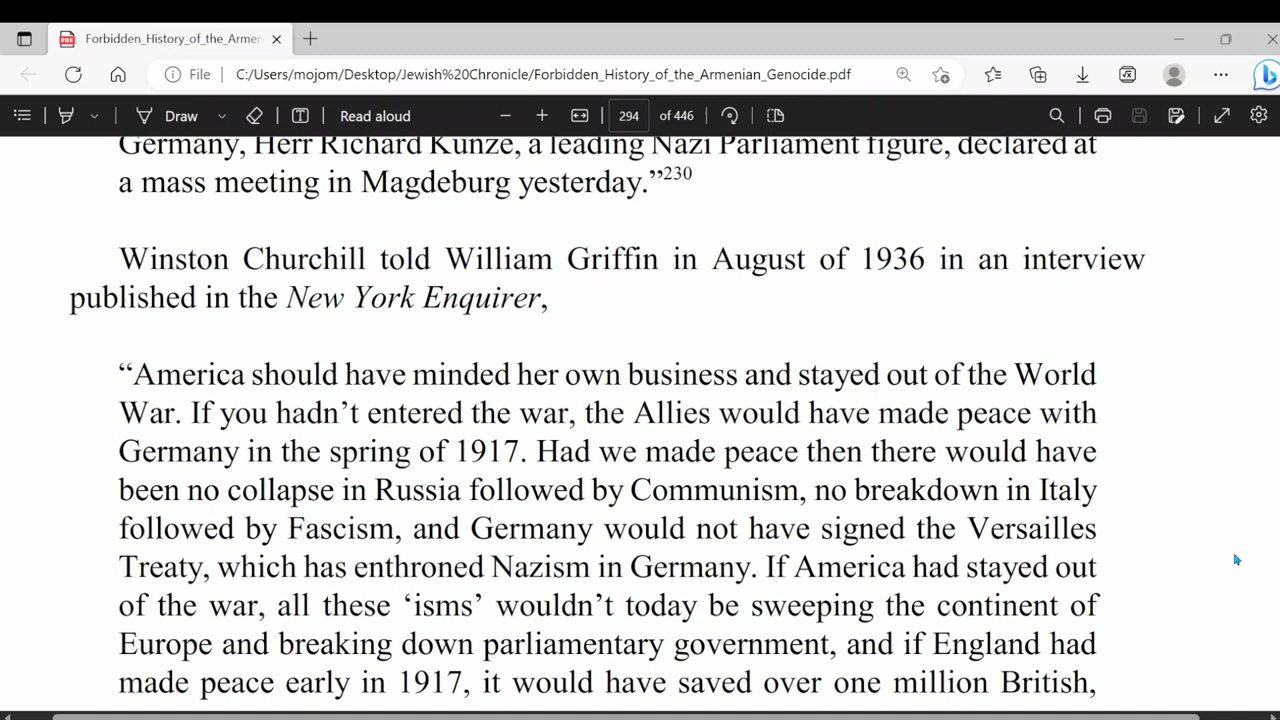 Forbidden_History_of_the_Armen
File
C:/Users/mojom/Desktop/Jewish%20Chronicle/Forbidden_History_of_the_Armenian_Genocide.pdf
Draw
Read aloud
294 of 446
Germany, Herr Richard Kunze, a leading Nazi Parliament figure, declared at
a mass meeting in Magdeburg yesterday.”230
Winston Churchill told William Griffin in August of 1936 in an interview
published in the New York Enquirer,
“America should have minded her own business and stayed out of the World
War. If you hadn’t entered the war, the Allies would have made peace with
Germany in the spring of 1917. Had we made peace then there would have
been no collapse in Russia followed by Communism, no breakdown in Italy
followed by Fascism, and Germany would not have signed the Versailles
Treaty, which has enthroned Nazism in Germany. If America had stayed out
of the war, all these ‘isms’ wouldn’t today be sweeping the continent of
Europe and breaking down parliamentary government, and if England had
made peace early in 1917, it would have saved over one million British,